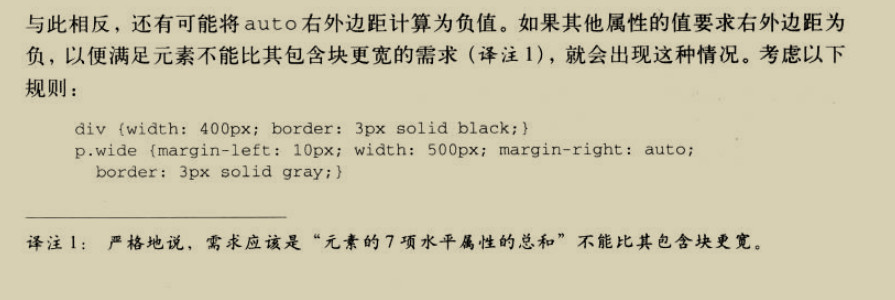 与此相反，还有可能将auto右外边距计算为负值。如果其他属性的值要求右外边距为
负，以便满足元素不能比其包含块更宽的需求（译注1），就会出现这种情况。考虑以下
规则：
div {width: 400px; border: 3px solid black;}
p.wide {margin-left: 10px; width: 500px; margin-right: auto;
border: 3px solid gray;}
译注1： 严格地说，需求应该是“元素的7项水平属性的总和”不能比其包含块更宽。